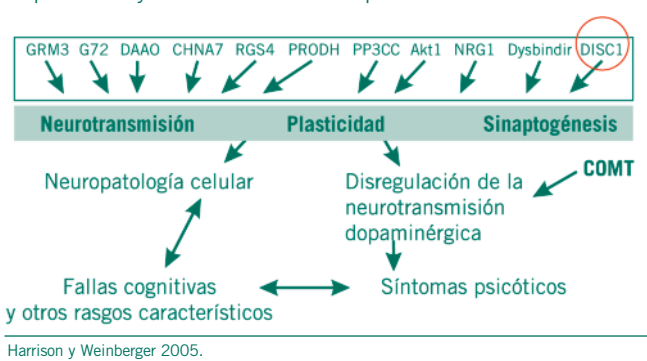 GRM3 G72 DAAO CHNA7 RGS4 PRODH PP3CC Akt1 NRG1 Dysbindir DISC1
Neurotransmisión Plasticidad Sinaptogénesis
COMT
Neuropatología celular
Disregulación de la
neurotransmisión
dopaminérgica
Fallas cognitivas
y otros rasgos característicos
Síntomas psicóticos
Harrison y Weinberger 2005.